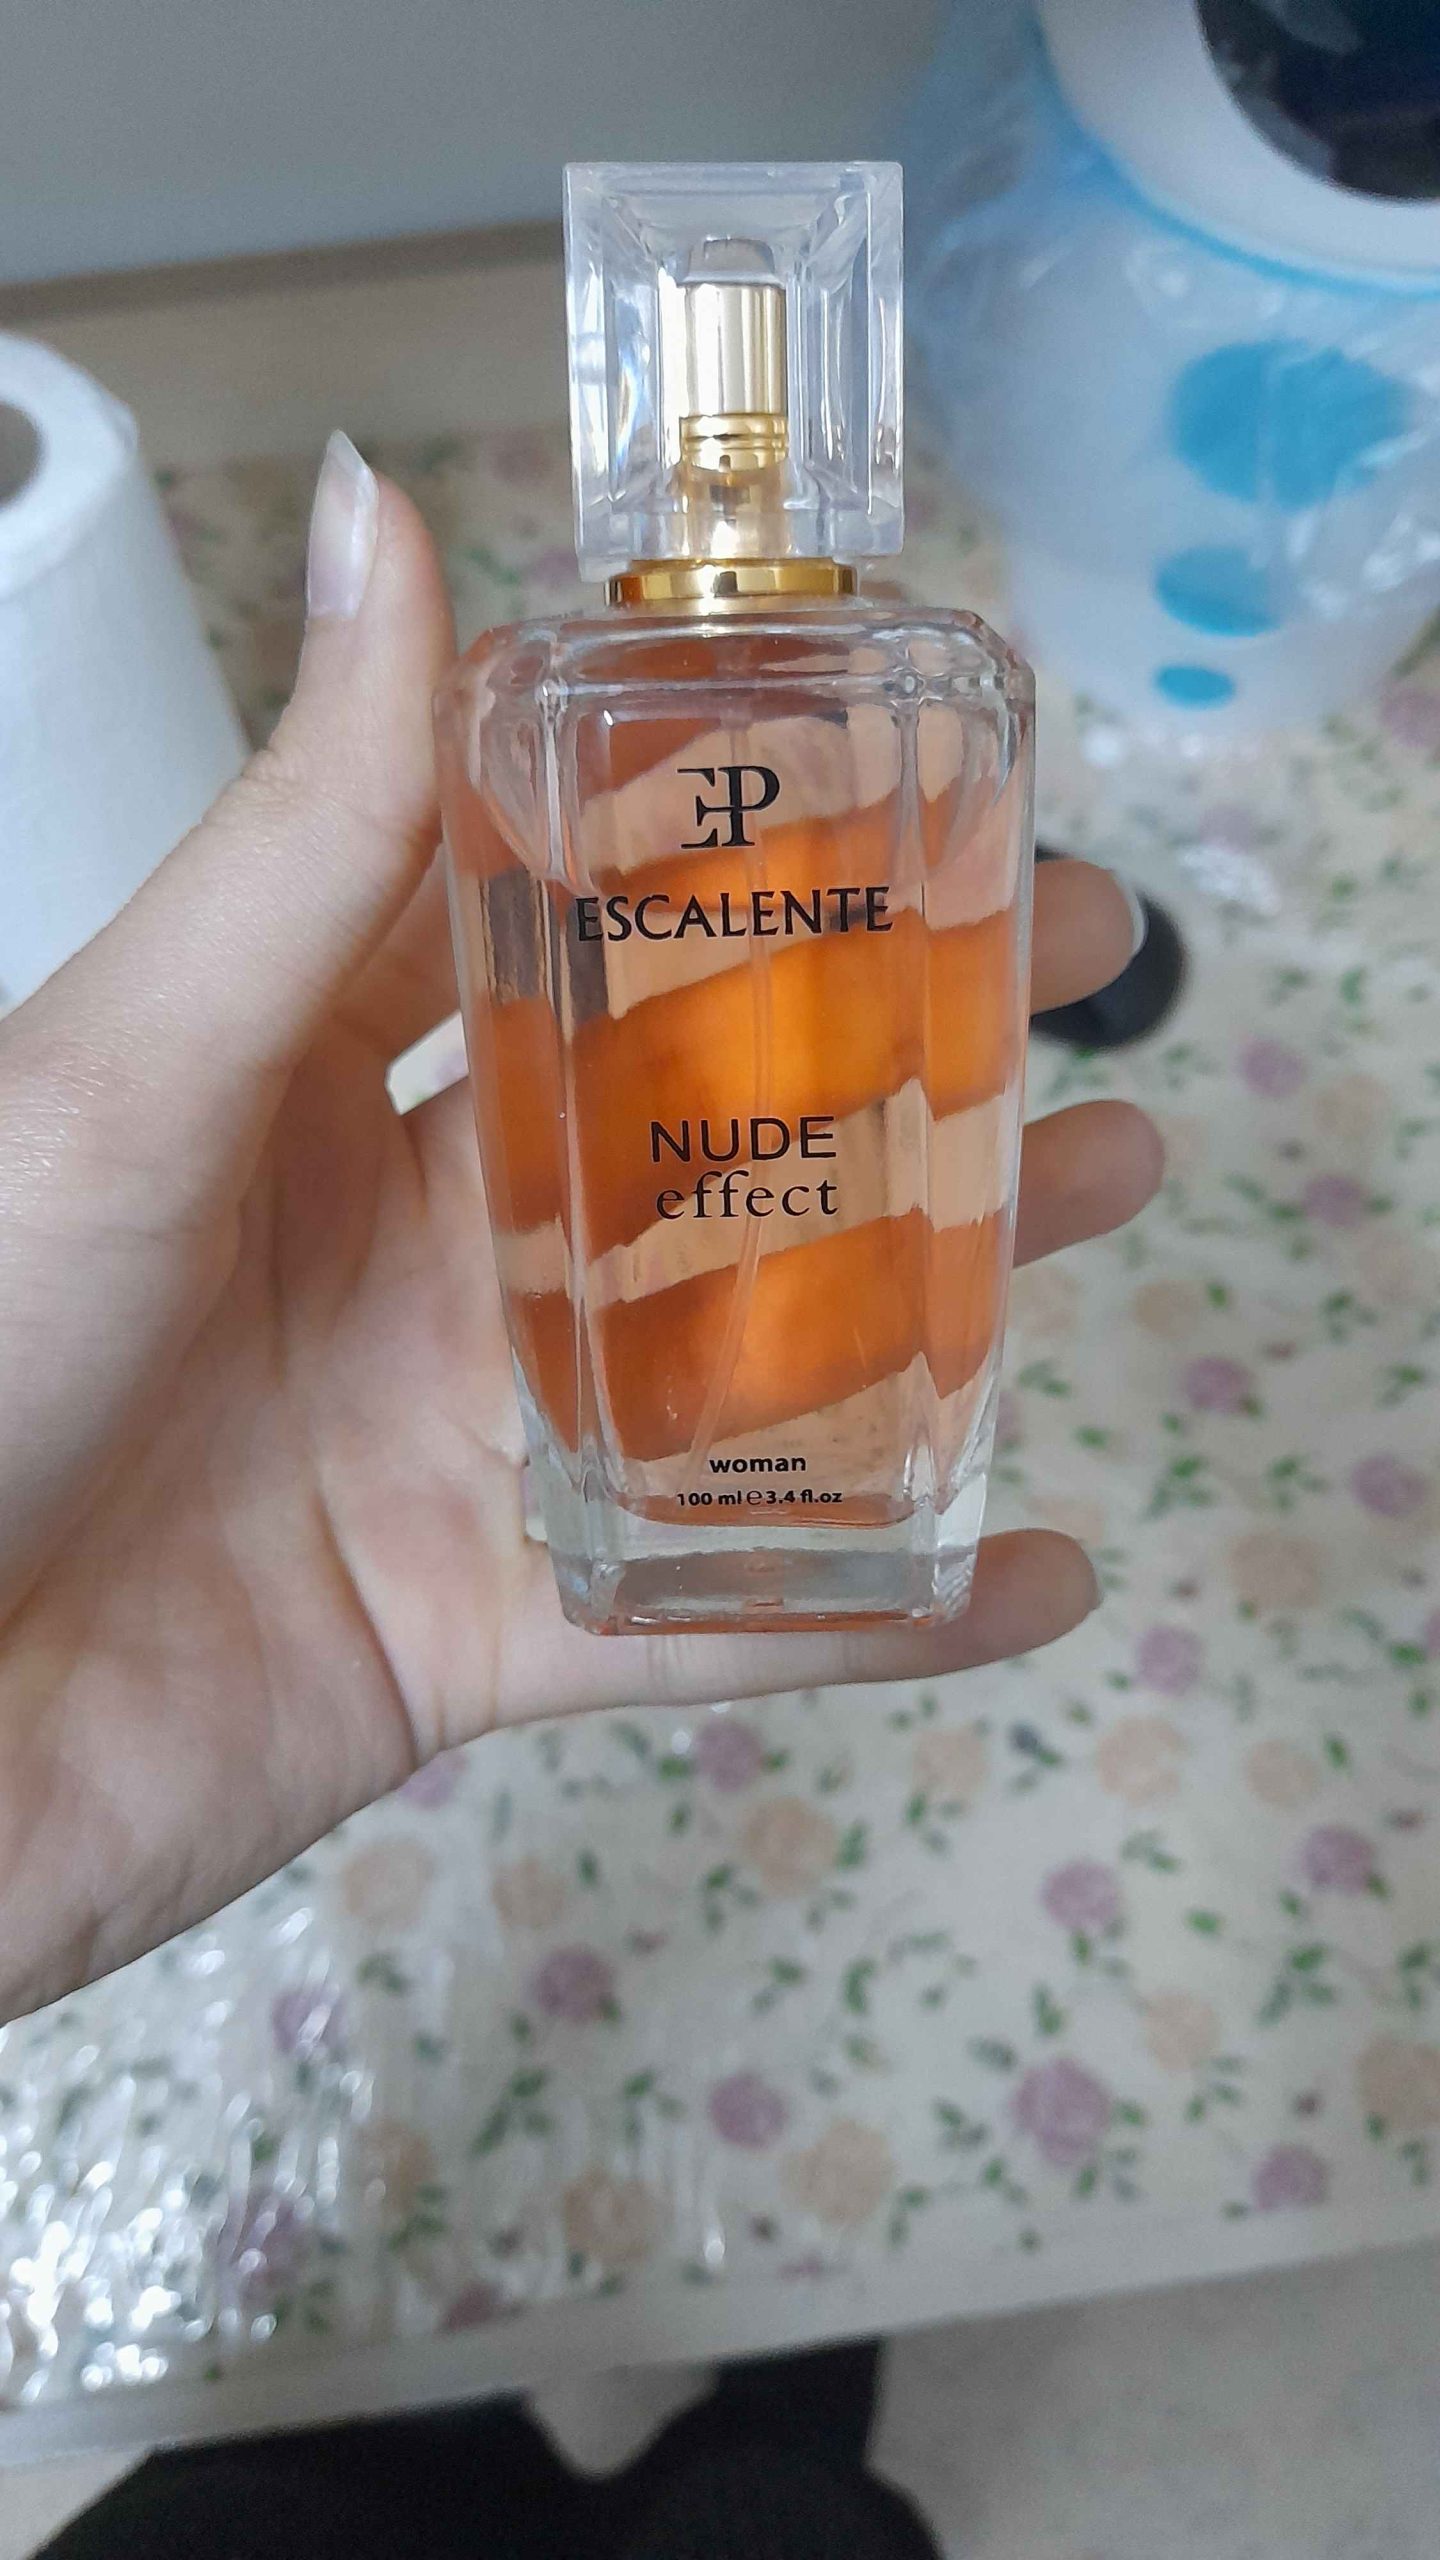 EP
ESCALENTE
NUDE
effect
woman
100 ml ℮ 3.4 fl.oz